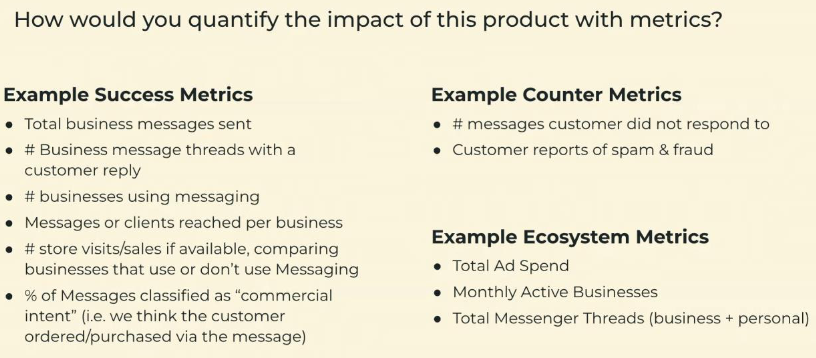 How would you quantify the impact of this product with metrics?
Example Success Metrics
● Total business messages sent
● # Business message threads with a
customer reply
● # businesses using messaging
● Messages or clients reached per business
● # store visits/sales if available, comparing
businesses that use or don't use Messaging
● % of Messages classified as "commercial
intent" (i.e. we think the customer
ordered/purchased via the message)
Example Counter Metrics
● # messages customer did not respond to
● Customer reports of spam & fraud
Example Ecosystem Metrics
● Total Ad Spend
● Monthly Active Businesses
● Total Messenger Threads (business + personal)